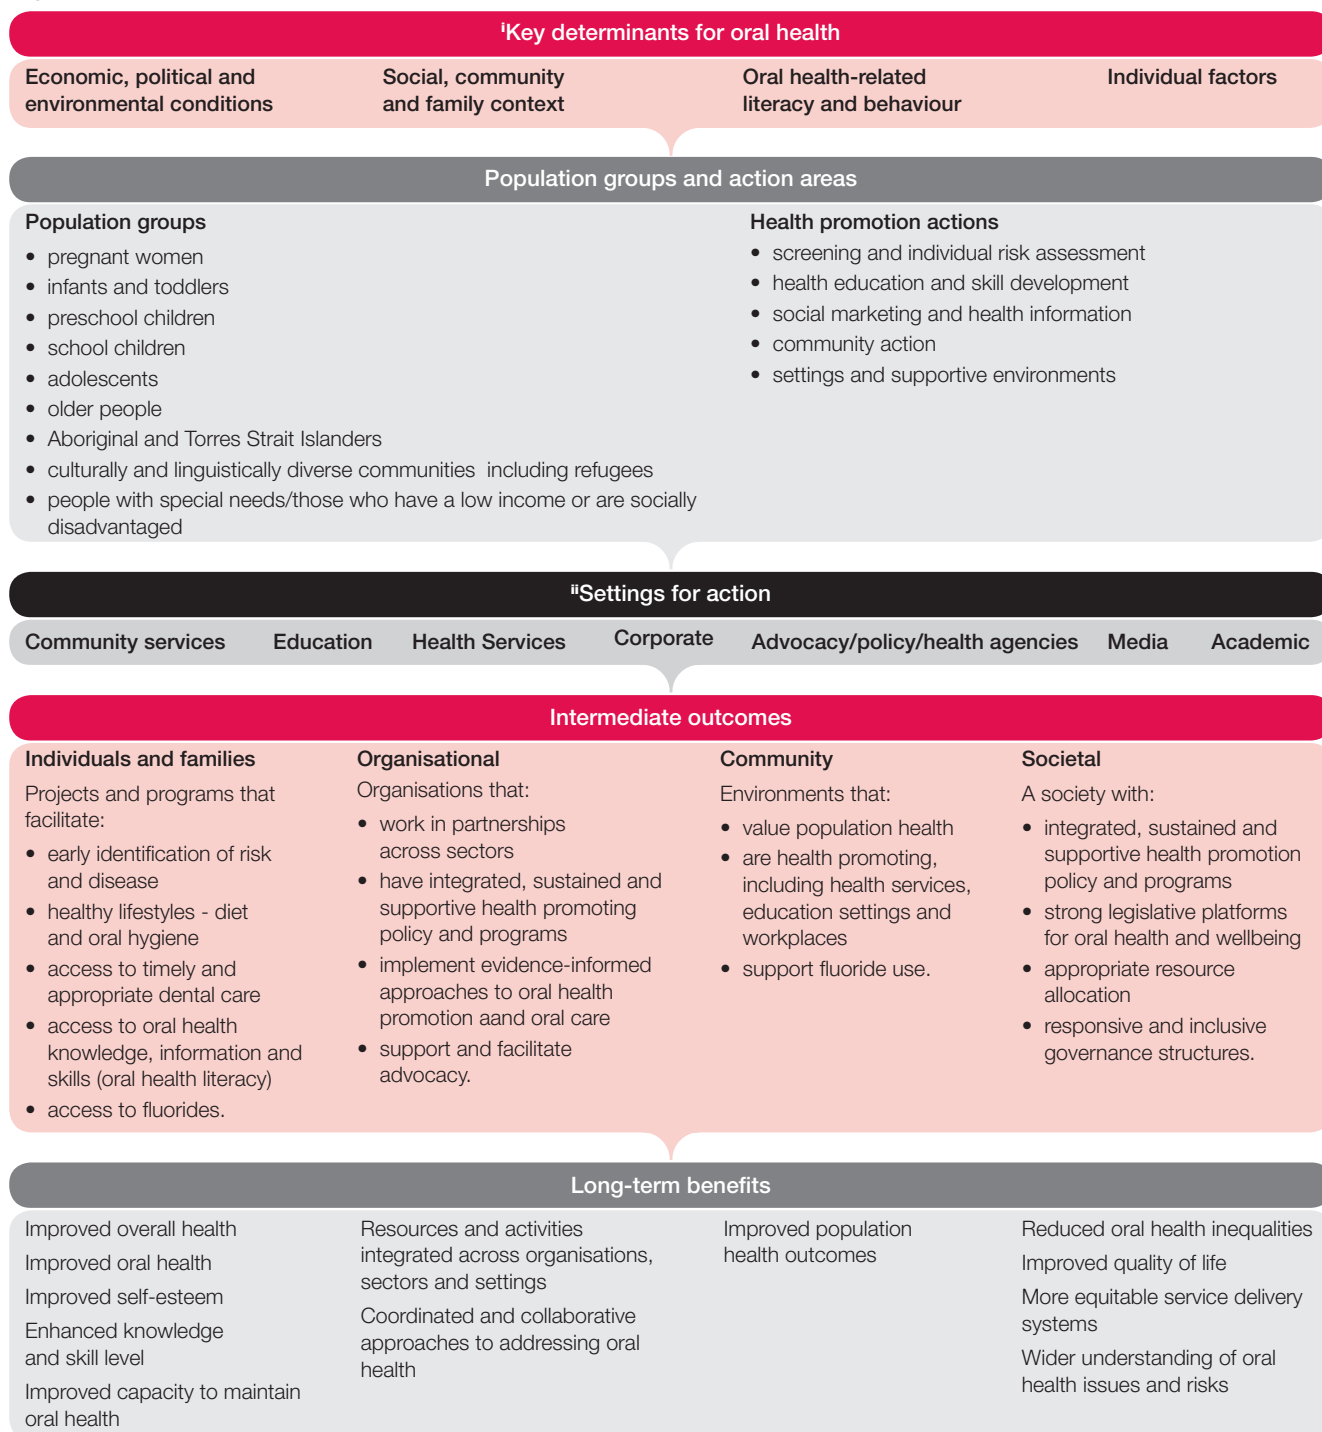 ⁱKey determinants for oral health
Economic, political and
environmental conditions
Social, community
and family context
Oral health-related
literacy and behaviour
Individual factors
Population groups and action areas
Population groups
• pregnant women
• infants and toddlers
• preschool children
• school children
• adolescents
• older people
• Aboriginal and Torres Strait Islanders
• culturally and linguistically diverse communities  including refugees
• people with special needs/those who have a low income or are socially
disadvantaged
Health promotion actions
• screening and individual risk assessment
• health education and skill development
• social marketing and health information
• community action
• settings and supportive environments
ⁱⁱSettings for action
Community services
Education
Health Services
Corporate
Advocacy/policy/health agencies
Media
Academic
Intermediate outcomes
Individuals and families
Projects and programs that
facilitate:
• early identification of risk
and disease
• healthy lifestyles - diet
and oral hygiene
• access to timely and
appropriate dental care
• access to oral health
knowledge, information and
skills (oral health literacy)
• access to fluorides.
Organisational
Organisations that:
• work in partnerships
across sectors
• have integrated, sustained and
supportive health promoting
policy and programs
• implement evidence-informed
approaches to oral health
promotion aand oral care
• support and facilitate
advocacy.
Community
Environments that:
• value population health
• are health promoting,
including health services,
education settings and
workplaces
• support fluoride use.
Societal
A society with:
• integrated, sustained and
supportive health promotion
policy and programs
• strong legislative platforms
for oral health and wellbeing
• appropriate resource
allocation
• responsive and inclusive
governance structures.
Long-term benefits
Improved overall health
Improved oral health
Improved self-esteem
Enhanced knowledge
and skill level
Improved capacity to maintain
oral health
Resources and activities
integrated across organisations,
sectors and settings
Coordinated and collaborative
approaches to addressing oral
health
Improved population
health outcomes
Reduced oral health inequalities
Improved quality of life
More equitable service delivery
systems
Wider understanding of oral
health issues and risks